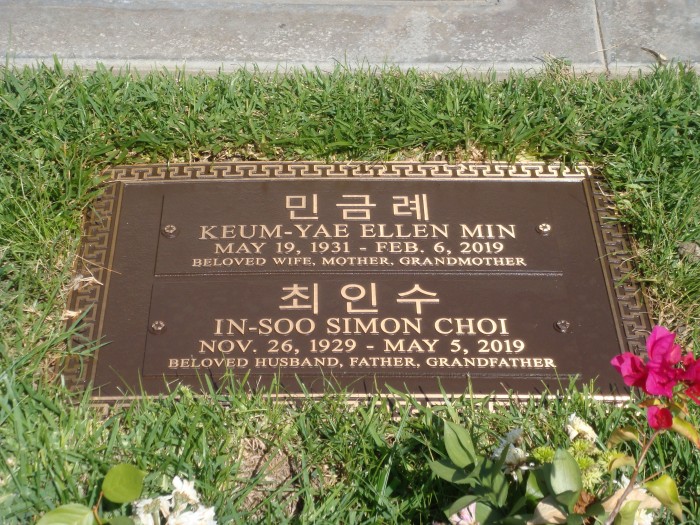 민금례
KEUM-YAE ELLEN MIN
MAY 19, 1931 - FEB. 6, 2019
BELOVED WIFE, MOTHER, GRANDMOTHER
최인수
IN-SOO SIMON CHOI
NOV. 26, 1929 - MAY 5, 2019
BELOVED HUSBAND, FATHER, GRANDFATHER